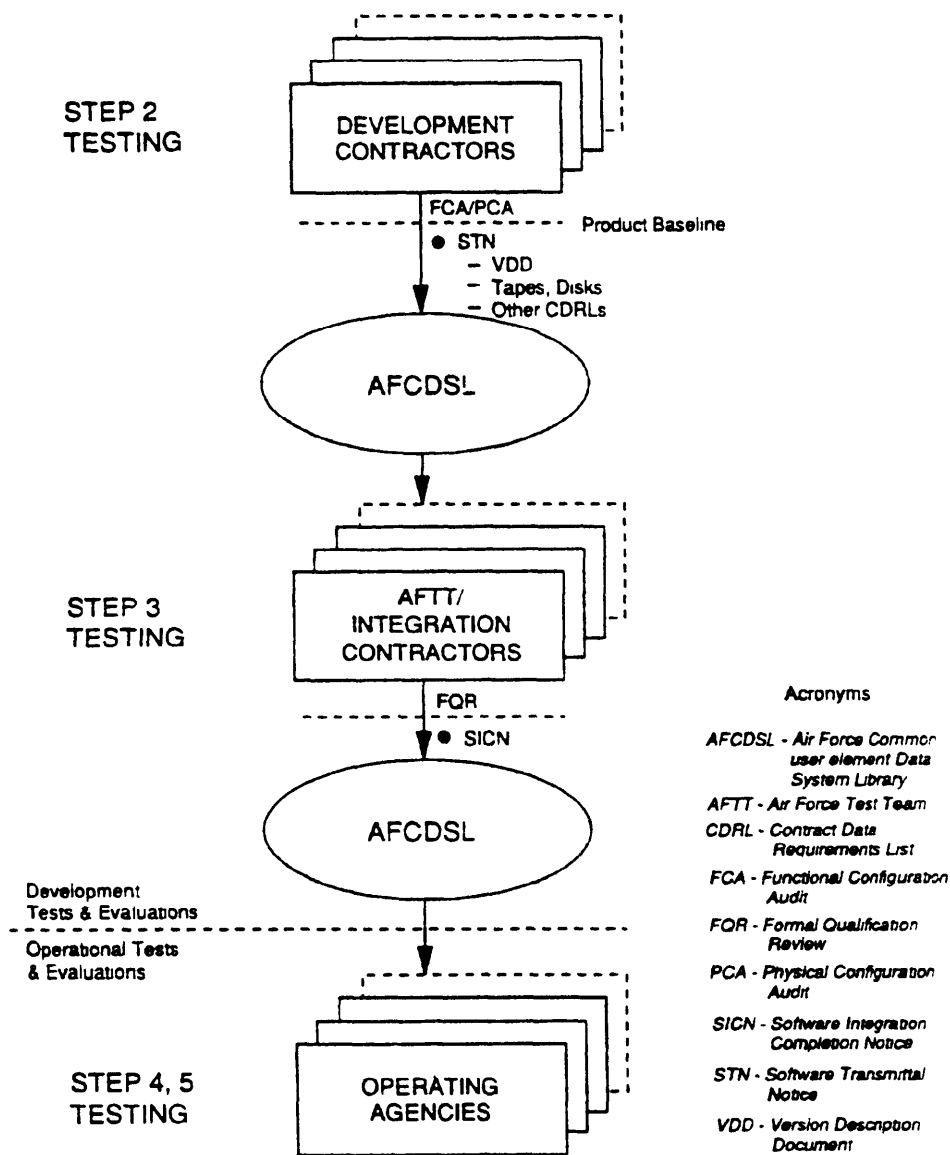 STEP 2
TESTING
DEVELOPMENT
CONTRACTORS
FCA/PCA
Product Baseline
● STN
– VDD
– Tapes, Disks
– Other CDRLs
AFCDSL
STEP 3
TESTING
AFTT/
INTEGRATION
CONTRACTORS
FQR
● SICN
AFCDSL
Development
Tests & Evaluations
Operational Tests
& Evaluations
STEP 4, 5
TESTING
OPERATING
AGENCIES
Acronyms
AFCDSL - Air Force Common
user element Data
System Library
AFTT - Air Force Test Team
CDRL - Contract Data
Requirements List
FCA - Functional Configuration
Audit
FQR - Formal Qualification
Review
PCA - Physical Configuration
Audit
SICN - Software Integration
Completion Notice
STN - Software Transmittal
Notice
VDD - Version Description
Document